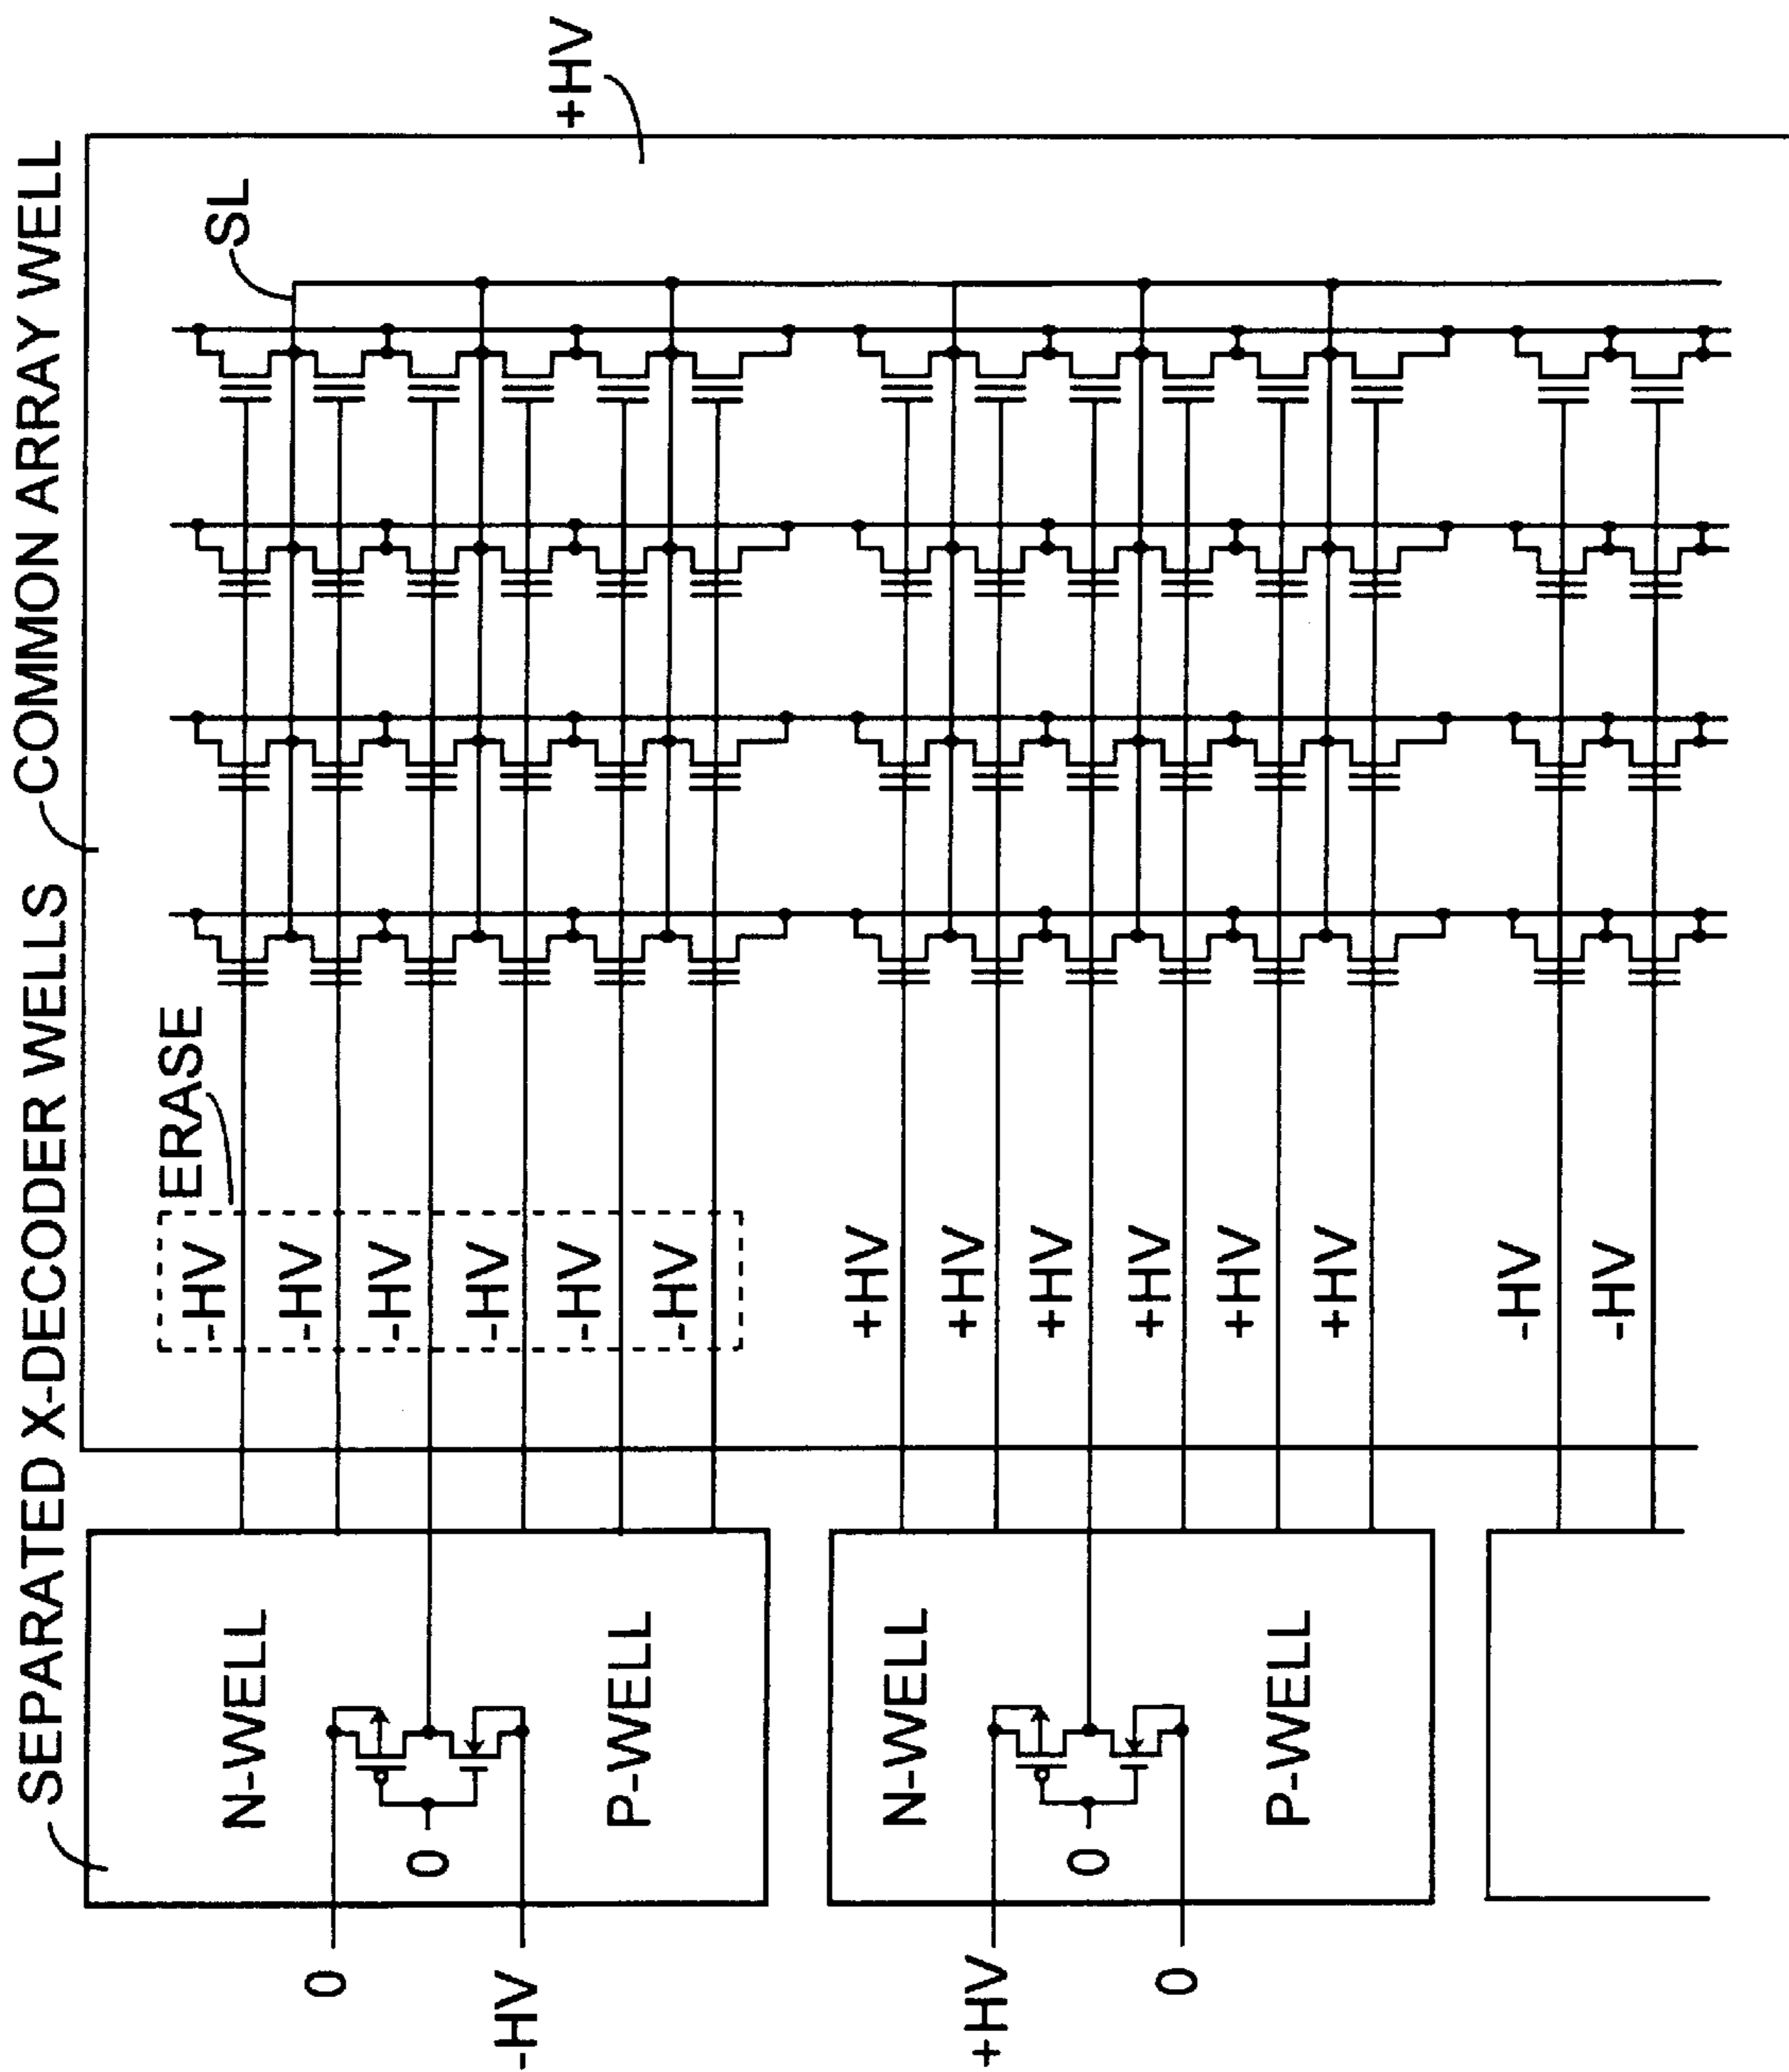 SEPARATED X-DECODER WELLS
COMMON ARRAY WELL
+HV
SL
ERASE
0
N-WELL
-HV
-HV
0
-HV
-HV
-HV
P-WELL
-HV
-HV
+HV
N-WELL
+HV
+HV
0
+HV
+HV
0
P-WELL
+HV
+HV
-HV
-HV